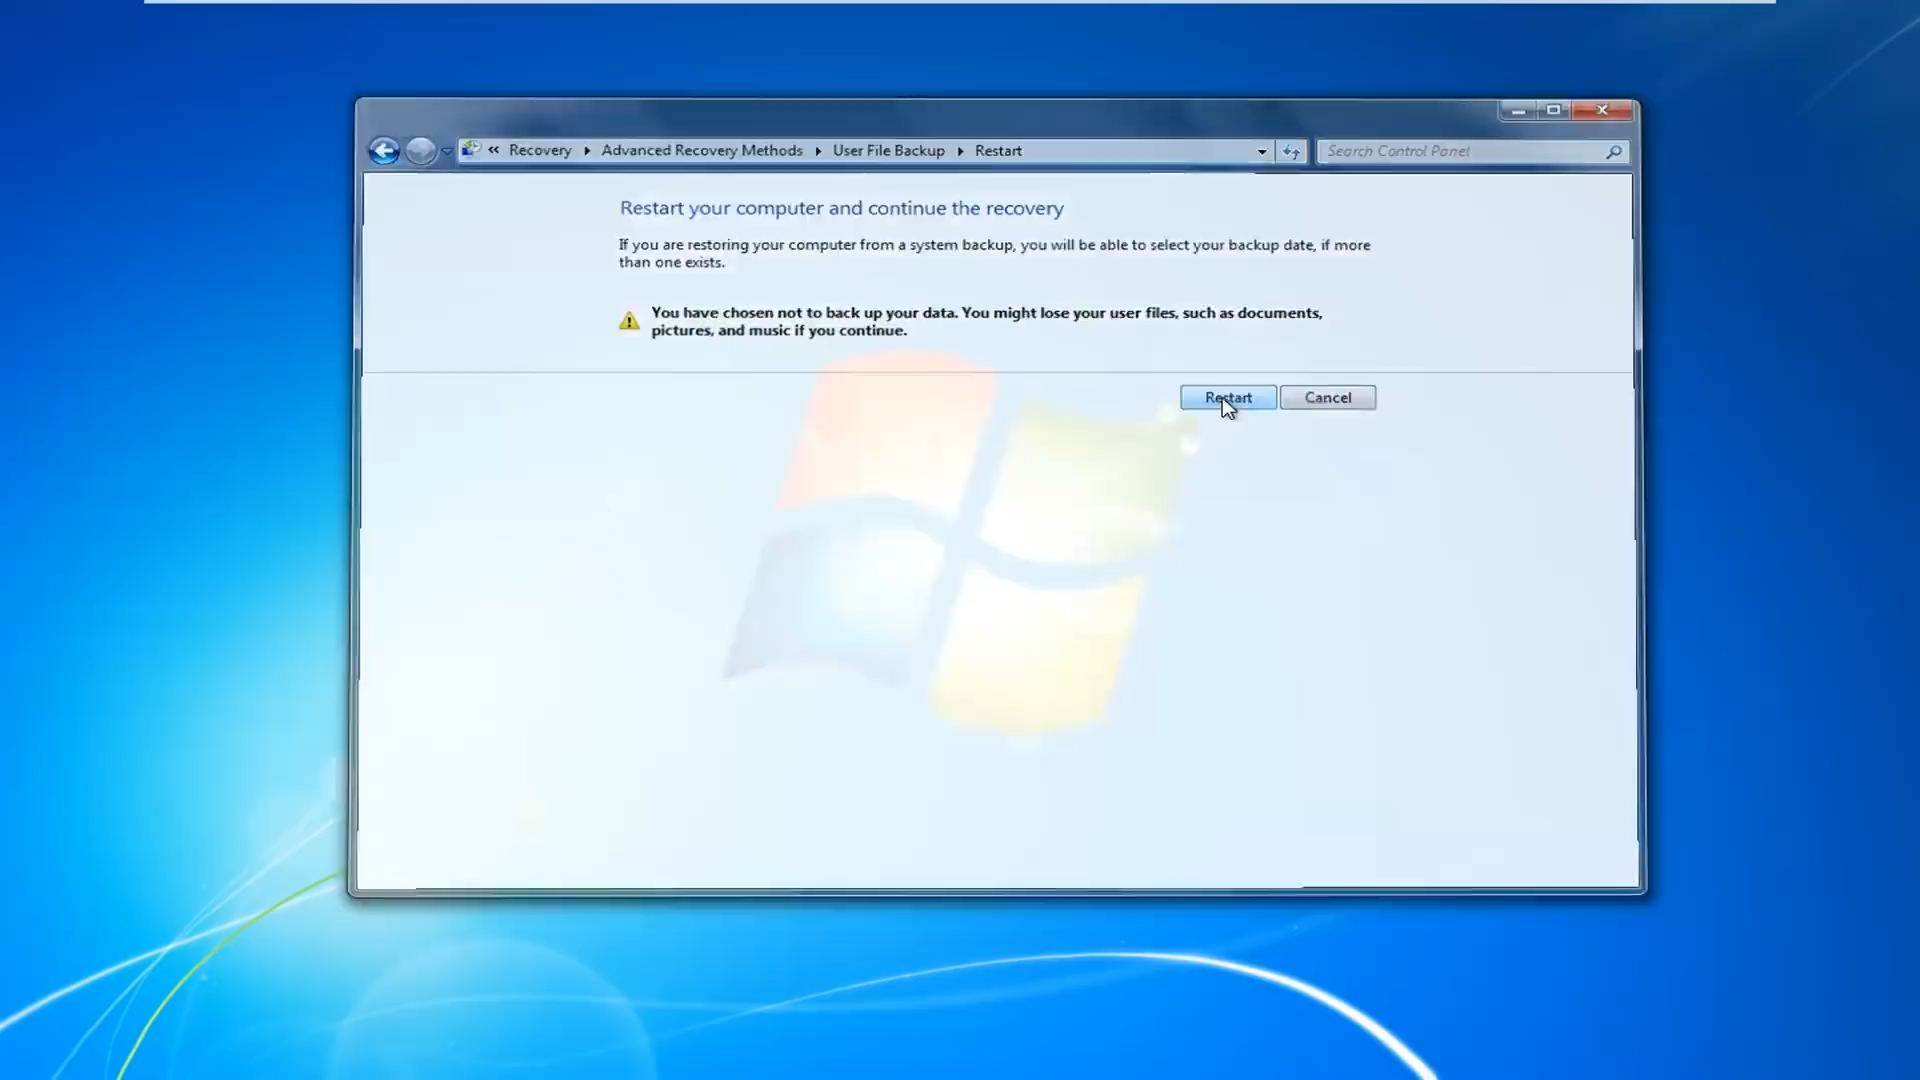 « Recovery ▸ Advanced Recovery Methods ▸ User File Backup ▸ Restart
Search Control Panel
Restart your computer and continue the recovery
If you are restoring your computer from a system backup, you will be able to select your backup date, if more
than one exists.
You have chosen not to back up your data. You might lose your user files, such as documents,
pictures, and music if you continue.
Restart
Cancel